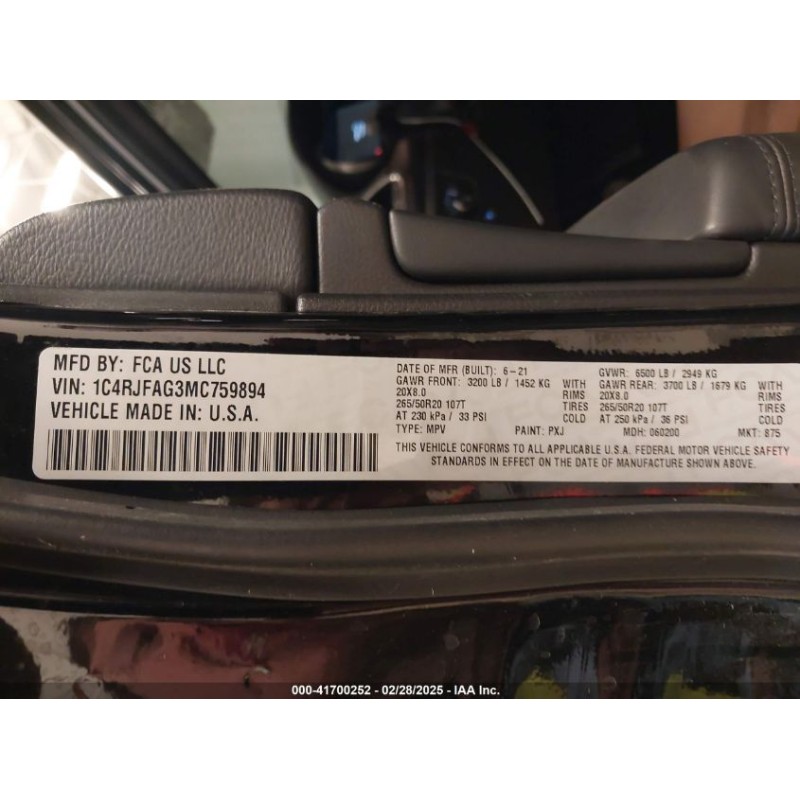 MFD BY: FCA US LLC
VIN: 1C4RJFAG3MC759894
VEHICLE MADE IN: U.S.A.
DATE OF MFR (BUILT): 6-21
GAWR FRONT: 3200 LB / 1452 KG WITH
20X8.0 RIMS
265/50R20 107T TIRES
AT 230 kPa / 33 PSI COLD
TYPE: MPV PAINT: PXJ
GVWR: 6500 LB / 2949 KG
GAWR REAR: 3700 LB / 1679 KG WITH
20X8.0 RIMS
265/50R20 107T TIRES
AT 250 kPa / 36 PSI COLD
MDH: 060200 MKT: 875
THIS VEHICLE CONFORMS TO ALL APPLICABLE U.S.A. FEDERAL MOTOR VEHICLE SAFETY
STANDARDS IN EFFECT ON THE DATE OF MANUFACTURE SHOWN ABOVE.
000-41700252 - 02/28/2025 - IAA Inc.